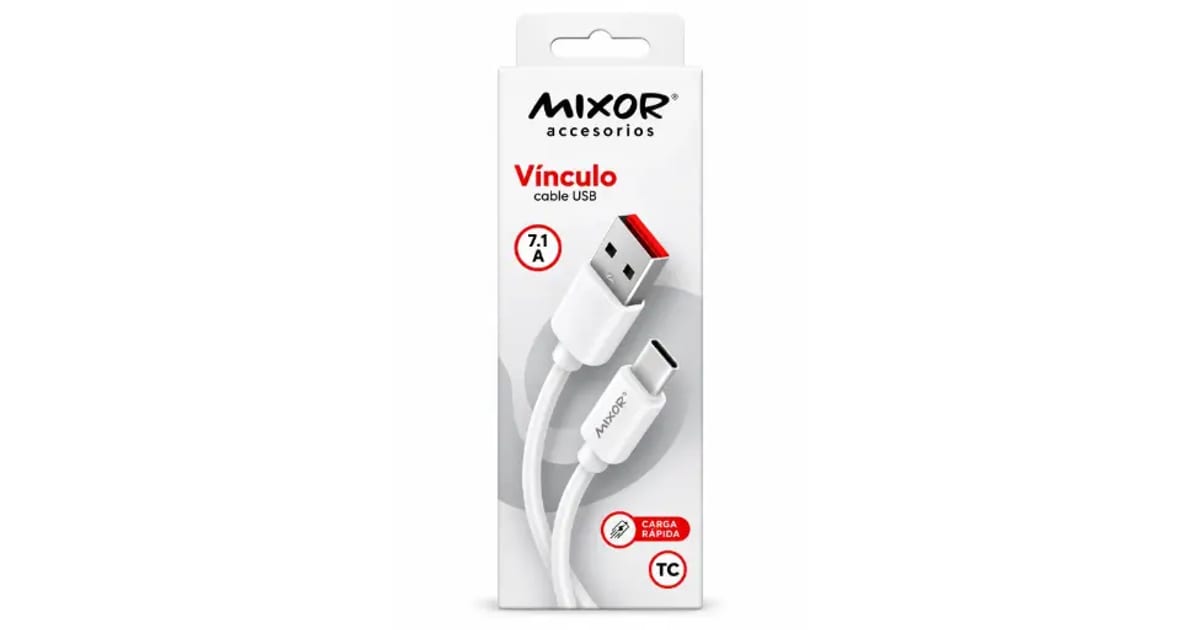 MIXOR®
accesorios
Vínculo
cable USB
7.1
A
MIXOR®
CARGA
RÁPIDA
TC